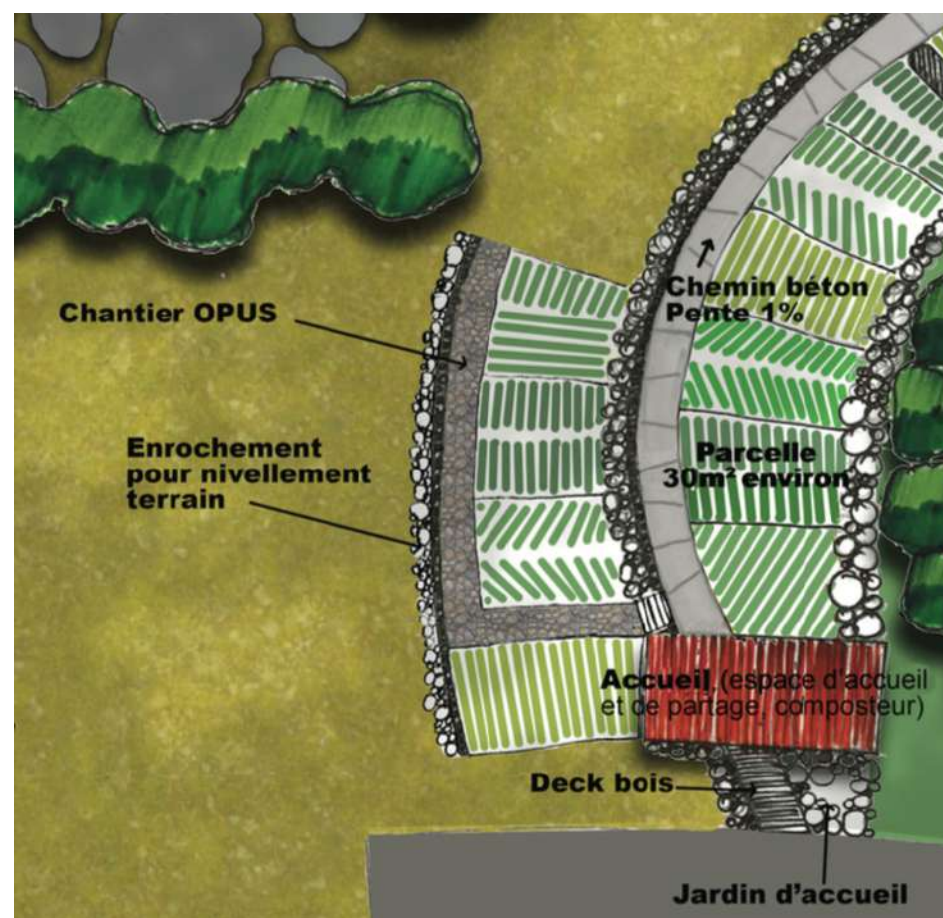 Chemin béton
Pente 1%
Chantier OPUS
Enrochement
pour nivellement
terrain
Parcelle
30m² environ
Accueil (espace d'accueil
et de partage, composteur)
Deck bois
Jardin d'accueil